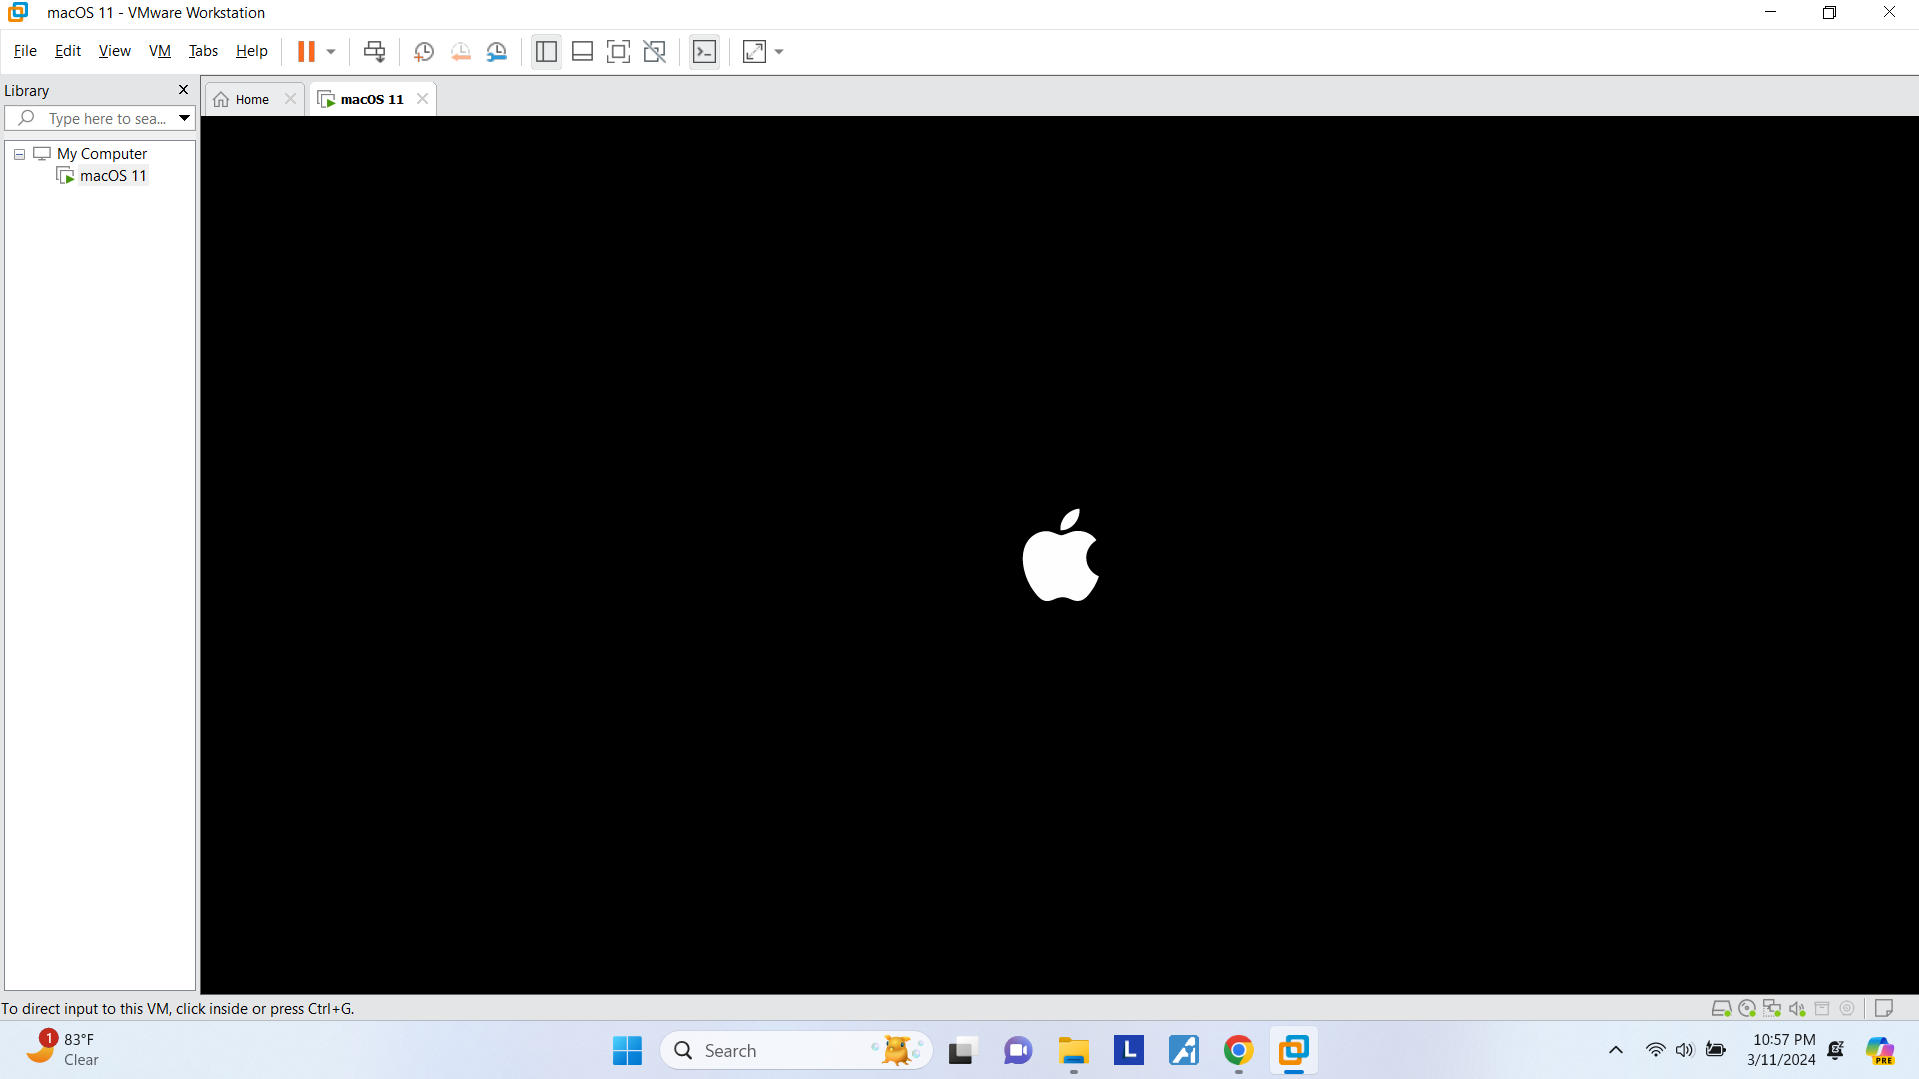 macOS 11 - VMware Workstation
File Edit View VM Tabs Help
Library
Type here to sea...
Home
macOS 11
My Computer
macOS 11
To direct input to this VM, click inside or press Ctrl+G.
1
83°F
Clear
Search
L
10:57 PM
3/11/2024
PRE